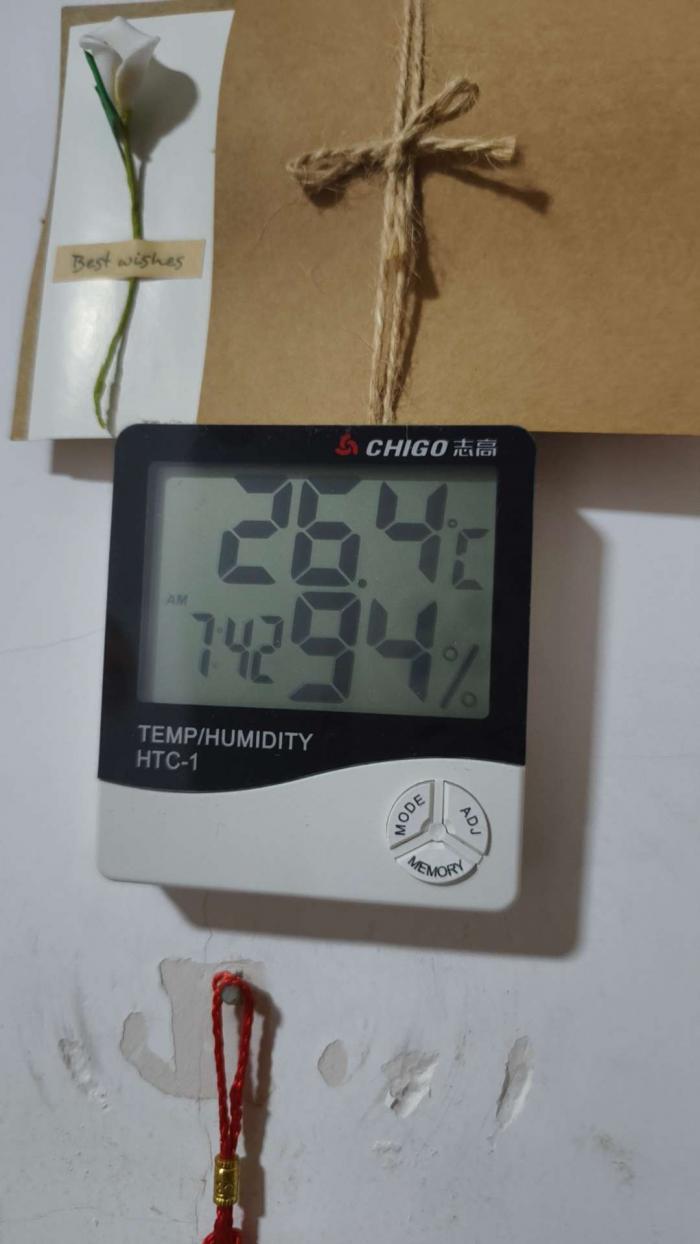 Best wishes
CHIGO 志高
26.4°C
AM
7:42 94%
TEMP/HUMIDITY
HTC-1
MODE
ADJ
MEMORY